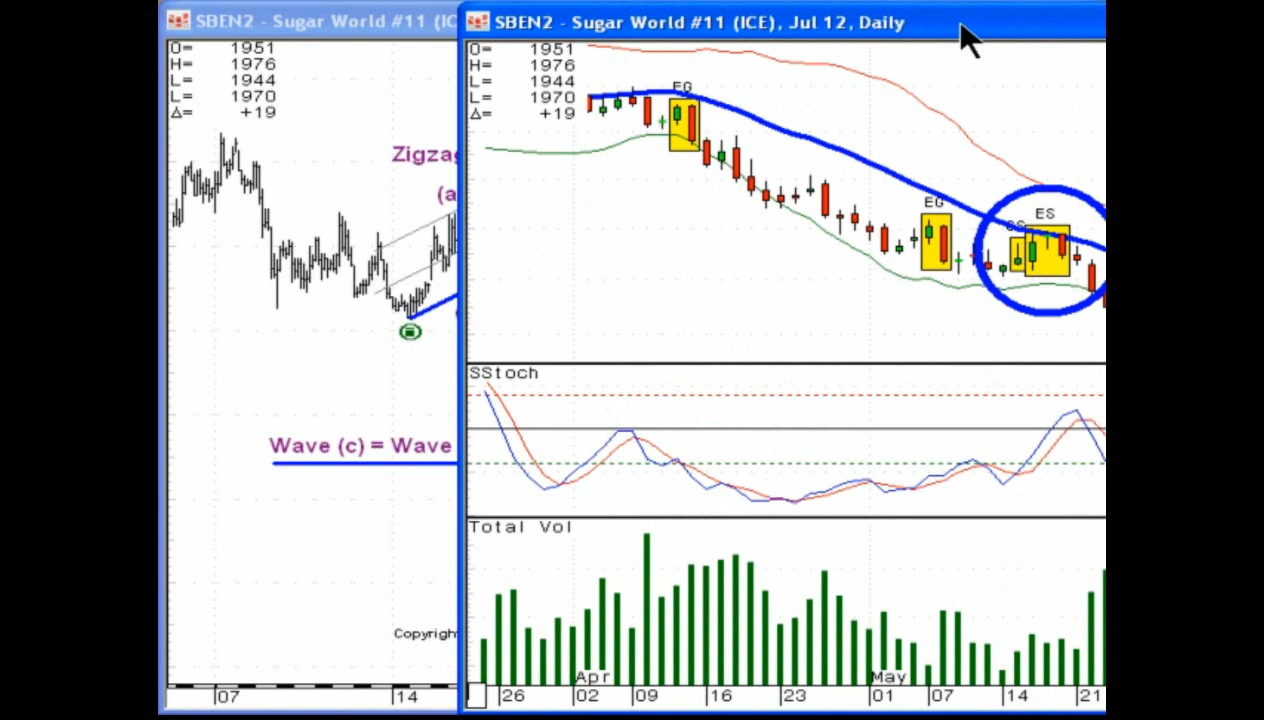 SBEN2 - Sugar World #11 (IC
O= 1951
H= 1976
L= 1944
L= 1970
Δ= +19
Zigzag
(a
Wave (c) = Wave
Copyrigh
07 14
SBEN2 - Sugar World #11 (ICE), Jul 12, Daily
O= 1951
H= 1976
L= 1944
L= 1970
Δ= +19
EG
EG
ES
SStoch
Total Vol
Apr May
26 02 09 16 23 01 07 14 21